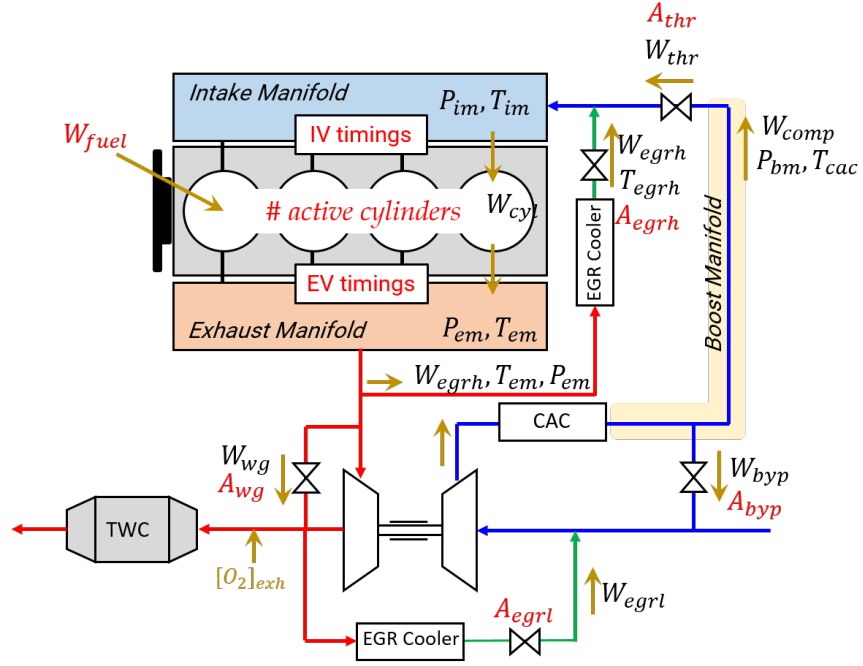 A_thr
W_thr
Intake Manifold
P_im, T_im
W_comp
P_bm, T_cac
W_fuel
IV timings
W_egrh
T_egrh
A_egrh
# active cylinders
W_cyl
EGR Cooler
Boost Manifold
EV timings
Exhaust Manifold
P_em, T_em
W_egrh, T_em, P_em
CAC
W_wg
A_wg
W_byp
A_byp
TWC
[O_2]_exh
W_egrl
A_egrl
EGR Cooler